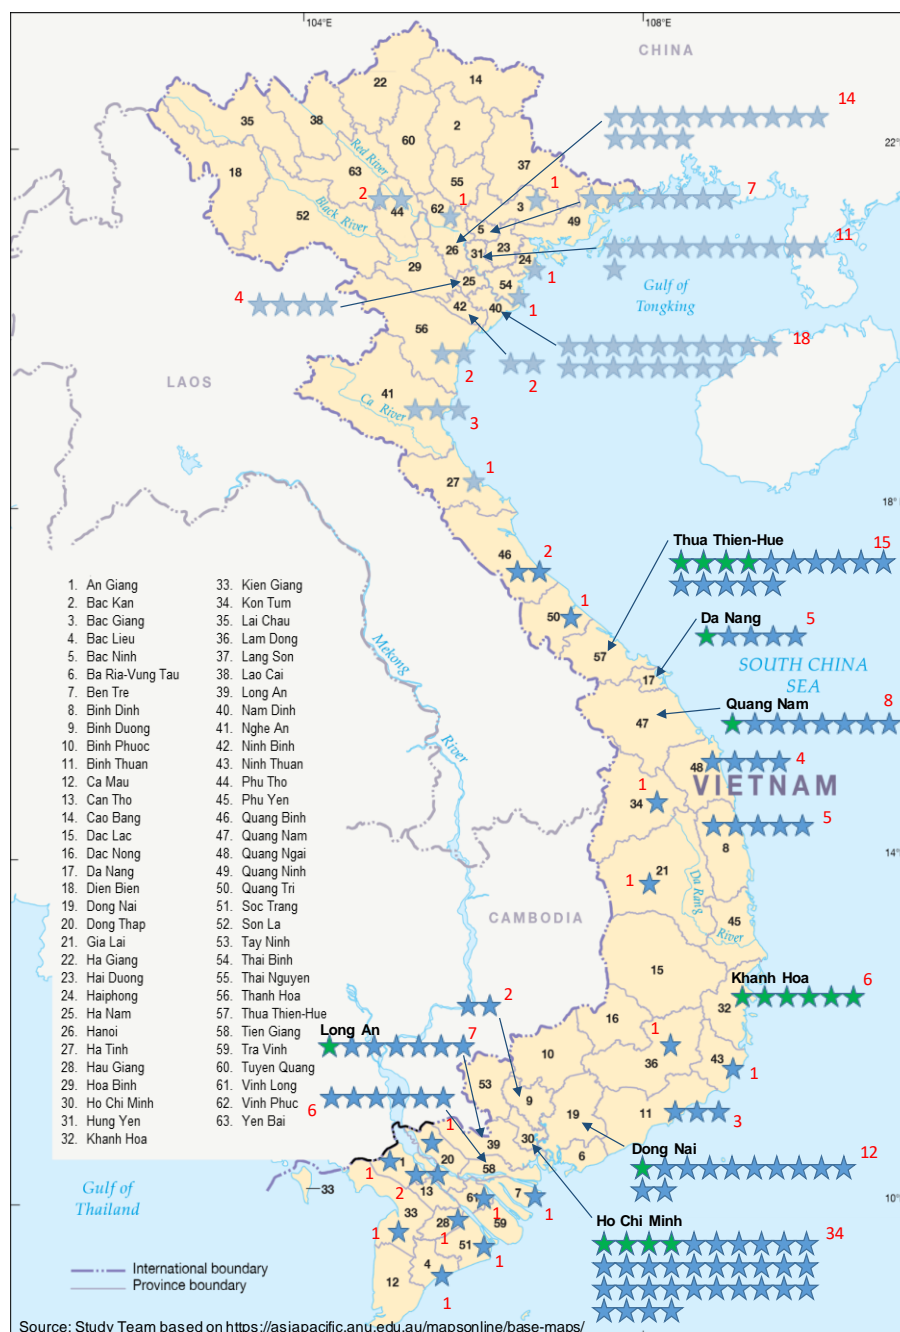 104°E
108°E
CHINA
22
14
14
35
38
2
60
22°
Red River
37
18
63
55
2
1
1
7
52
Black River
44
62
3
49
5
26
31
23
24
11
29
1
25
54
Gulf of
Tongking
4
42
40
1
56
18
2
2
LAOS
41
Ca River
3
27
1
18°
46
2
Thua Thien-Hue
15
50
1
57
Da Nang
5
17
SOUTH CHINA
SEA
Quang Nam
47
8
48
4
VIETNAM
1
34
5
14°
8
21
1
Da Rang
River
45
CAMBODIA
15
Khanh Hoa
6
32
Mekong
River
1. An Giang
2. Bac Kan
3. Bac Giang
4. Bac Lieu
5. Bac Ninh
6. Ba Ria-Vung Tau
7. Ben Tre
8. Binh Dinh
9. Binh Duong
10. Binh Phuoc
11. Binh Thuan
12. Ca Mau
13. Can Tho
14. Cao Bang
15. Dac Lac
16. Dac Nong
17. Da Nang
18. Dien Bien
19. Dong Nai
20. Dong Thap
21. Gia Lai
22. Ha Giang
23. Hai Duong
24. Haiphong
25. Ha Nam
26. Hanoi
27. Ha Tinh
28. Hau Giang
29. Hoa Binh
30. Ho Chi Minh
31. Hung Yen
32. Khanh Hoa
33. Kien Giang
34. Kon Tum
35. Lai Chau
36. Lam Dong
37. Lang Son
38. Lao Cai
39. Long An
40. Nam Dinh
41. Nghe An
42. Ninh Binh
43. Ninh Thuan
44. Phu Tho
45. Phu Yen
46. Quang Binh
47. Quang Nam
48. Quang Ngai
49. Quang Ninh
50. Quang Tri
51. Soc Trang
52. Son La
53. Tay Ninh
54. Thai Binh
55. Thai Nguyen
56. Thanh Hoa
57. Thua Thien-Hue
58. Tien Giang
59. Tra Vinh
60. Tuyen Quang
61. Vinh Long
62. Vinh Phuc
63. Yen Bai
2
16
Long An
7
1
10
36
43
1
53
6
9
11
3
1
19
39
30
Dong Nai
12
20
6
1
1
58
2
13
61
7
1
10°
33
33
1
28
1
59
Ho Chi Minh
34
1
1
51
1
4
12
1
Gulf of
Thailand
International boundary
Province boundary
Source: Study Team based on https://asiapacific.anu.edu.au/mapsonline/base-maps/